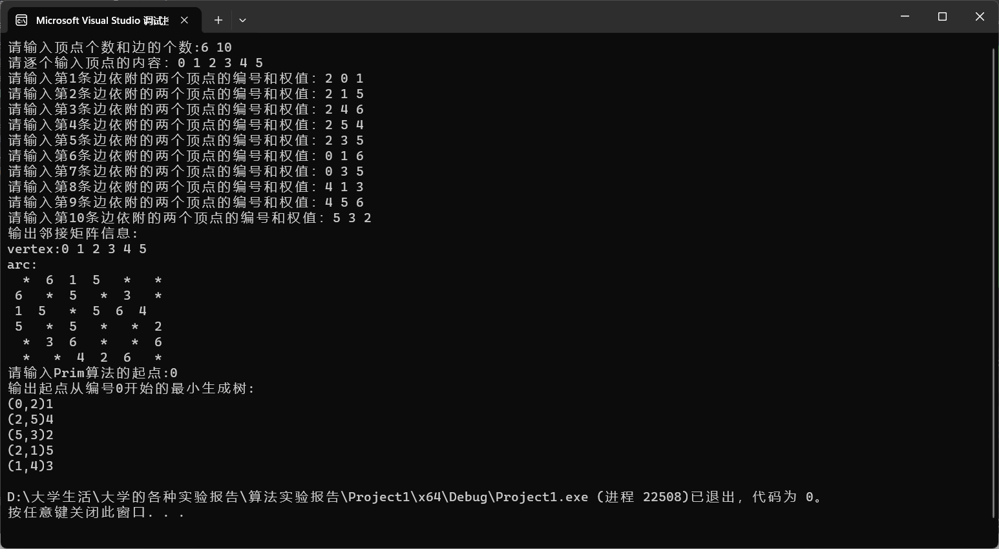 Microsoft Visual Studio 调试
请输入顶点个数和边的个数:6 10
请逐个输入顶点的内容：0 1 2 3 4 5
请输入第1条边依附的两个顶点的编号和权值：2 0 1
请输入第2条边依附的两个顶点的编号和权值：2 1 5
请输入第3条边依附的两个顶点的编号和权值：2 4 6
请输入第4条边依附的两个顶点的编号和权值：2 5 4
请输入第5条边依附的两个顶点的编号和权值：2 3 5
请输入第6条边依附的两个顶点的编号和权值：0 1 6
请输入第7条边依附的两个顶点的编号和权值：0 3 5
请输入第8条边依附的两个顶点的编号和权值：4 1 3
请输入第9条边依附的两个顶点的编号和权值：4 5 6
请输入第10条边依附的两个顶点的编号和权值：5 3 2
输出邻接矩阵信息：
vertex:0 1 2 3 4 5
arc:
  *  6  1  5   *   *
 6   *  5   *  3   *
 1  5   *  5  6  4
 5   *  5   *   *  2
  *  3  6   *   *  6
  *   *  4  2  6   *
请输入Prim算法的起点:0
输出起点从编号0开始的最小生成树：
(0,2)1
(2,5)4
(5,3)2
(2,1)5
(1,4)3
D:\大学生活\大学的各种实验报告\算法实验报告\Project1\x64\Debug\Project1.exe (进程 22508)已退出，代码为 0。
按任意键关闭此窗口. . .